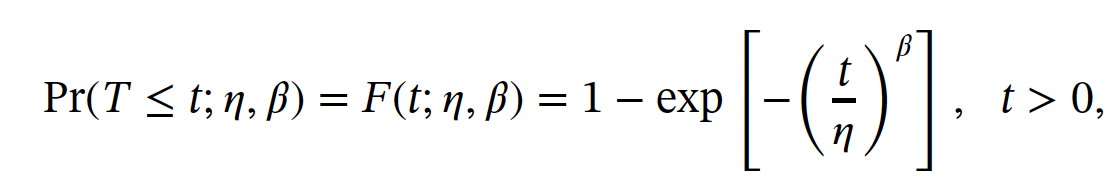 Pr(T ≤ t; η, β) = F(t; η, β) = 1 − exp [−(t/η)^β], t > 0,